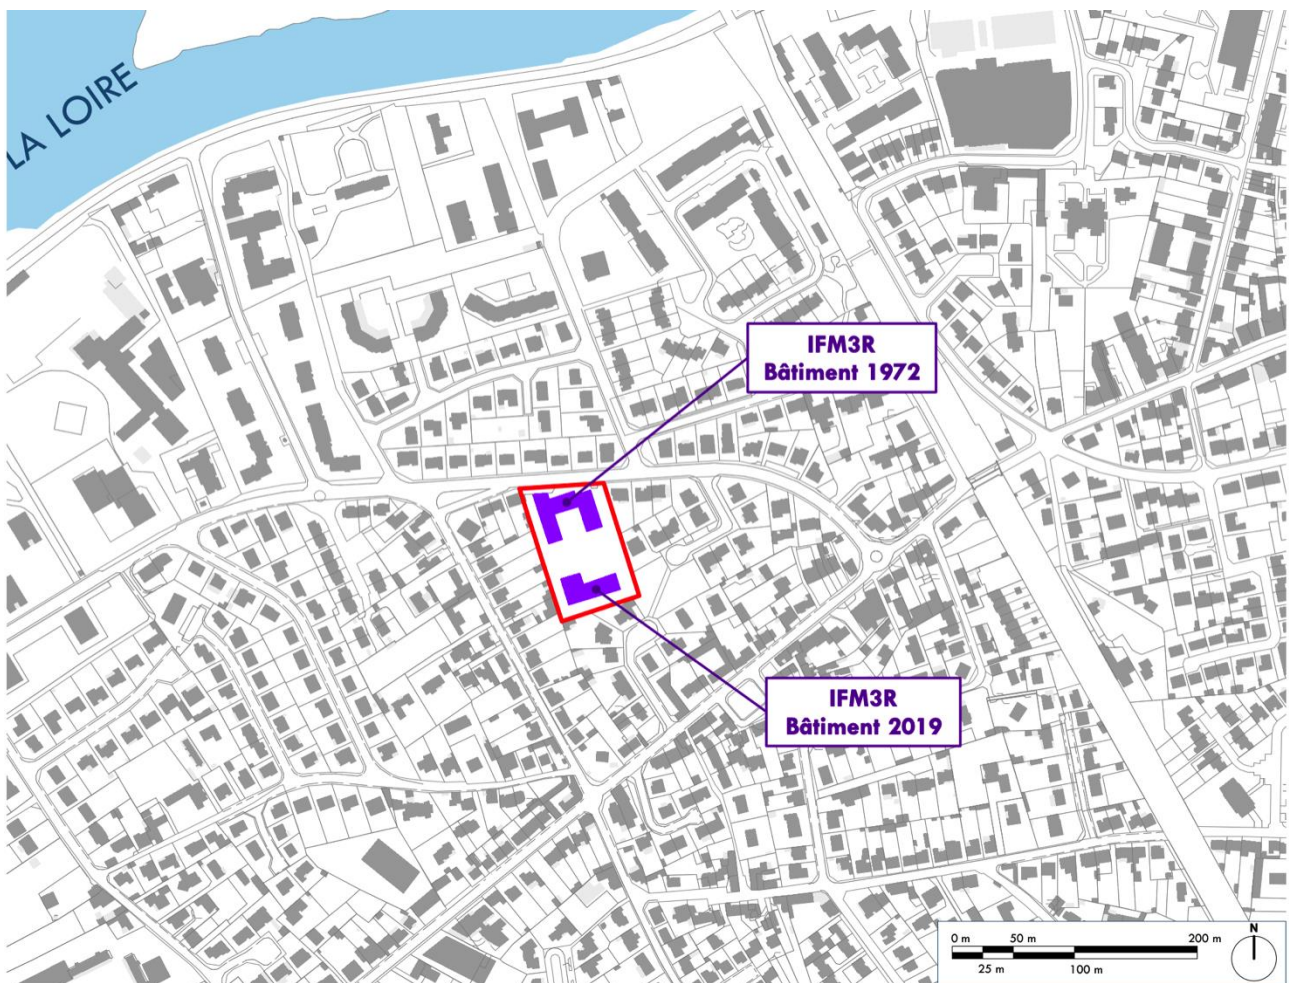 LA LOIRE
IFM3R
Bâtiment 1972
IFM3R
Bâtiment 2019
N
0 m 50 m 200 m
25 m 100 m